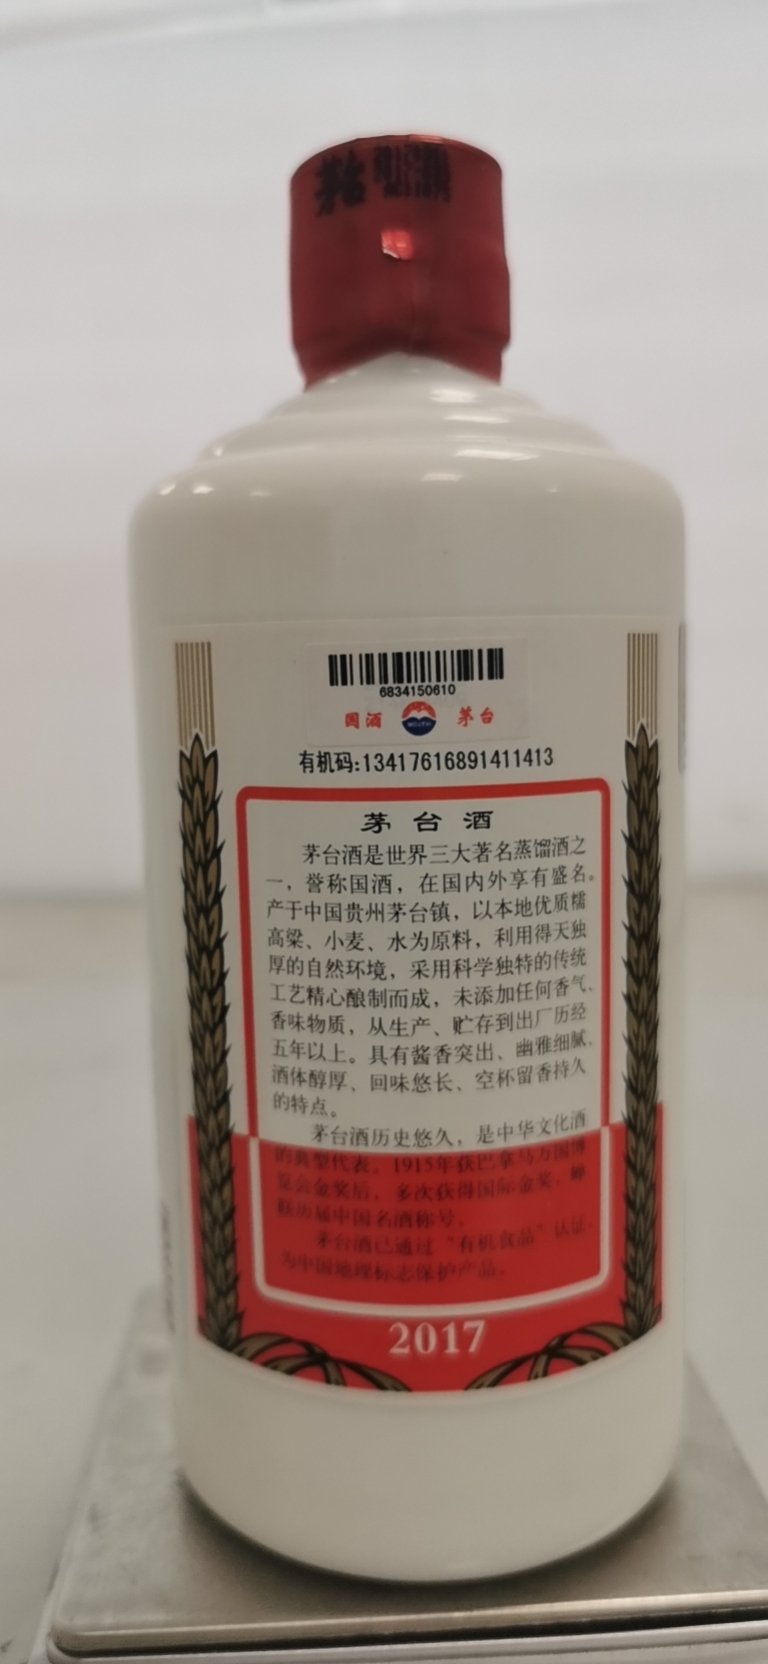 茅台
6834150610
国酒 MOUTAI 茅台
有机码:13417616891411413
茅台酒
茅台酒是世界三大著名蒸馏酒之
一，誉称国酒，在国内外享有盛名。
产于中国贵州茅台镇，以本地优质糯
高粱、小麦、水为原料，利用得天独
厚的自然环境，采用科学独特的传统
工艺精心酿制而成，未添加任何香气、
香味物质，从生产、贮存到出厂历经
五年以上。具有酱香突出、幽雅细腻、
酒体醇厚、回味悠长、空杯留香持久
的特点。
茅台酒历史悠久，是中华文化酒
的典型代表。1915年获巴拿马万国博
览会金奖后，多次获得国际金奖，蝉
联历届中国名酒称号。
茅台酒已通过“有机食品”认证，
为中国地理标志保护产品。
2017